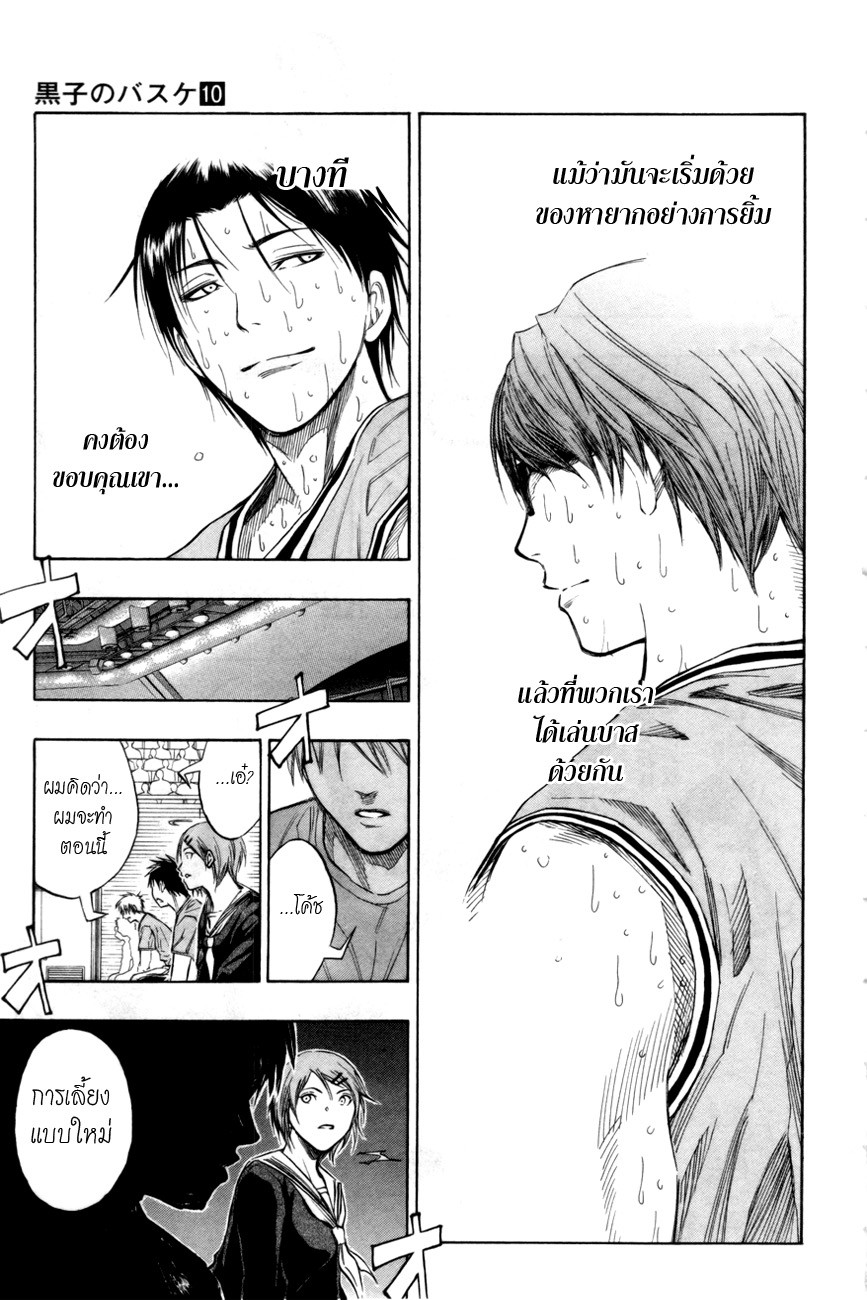 黒子のバスケ10
แม้ว่ามันจะเริ่มด้วย
ของหายากอย่างการยิ้ม
แล้วที่พวกเรา
ได้เล่นบาส
ด้วยกัน
บางที
คงต้อง
ขอบคุณเขา...
オ
オ
...โค้ช
...เอ๋?
ผมคิดว่า...
ผมจะทำ
ตอนนี้
オ
オ
การเลี้ยง
แบบใหม่